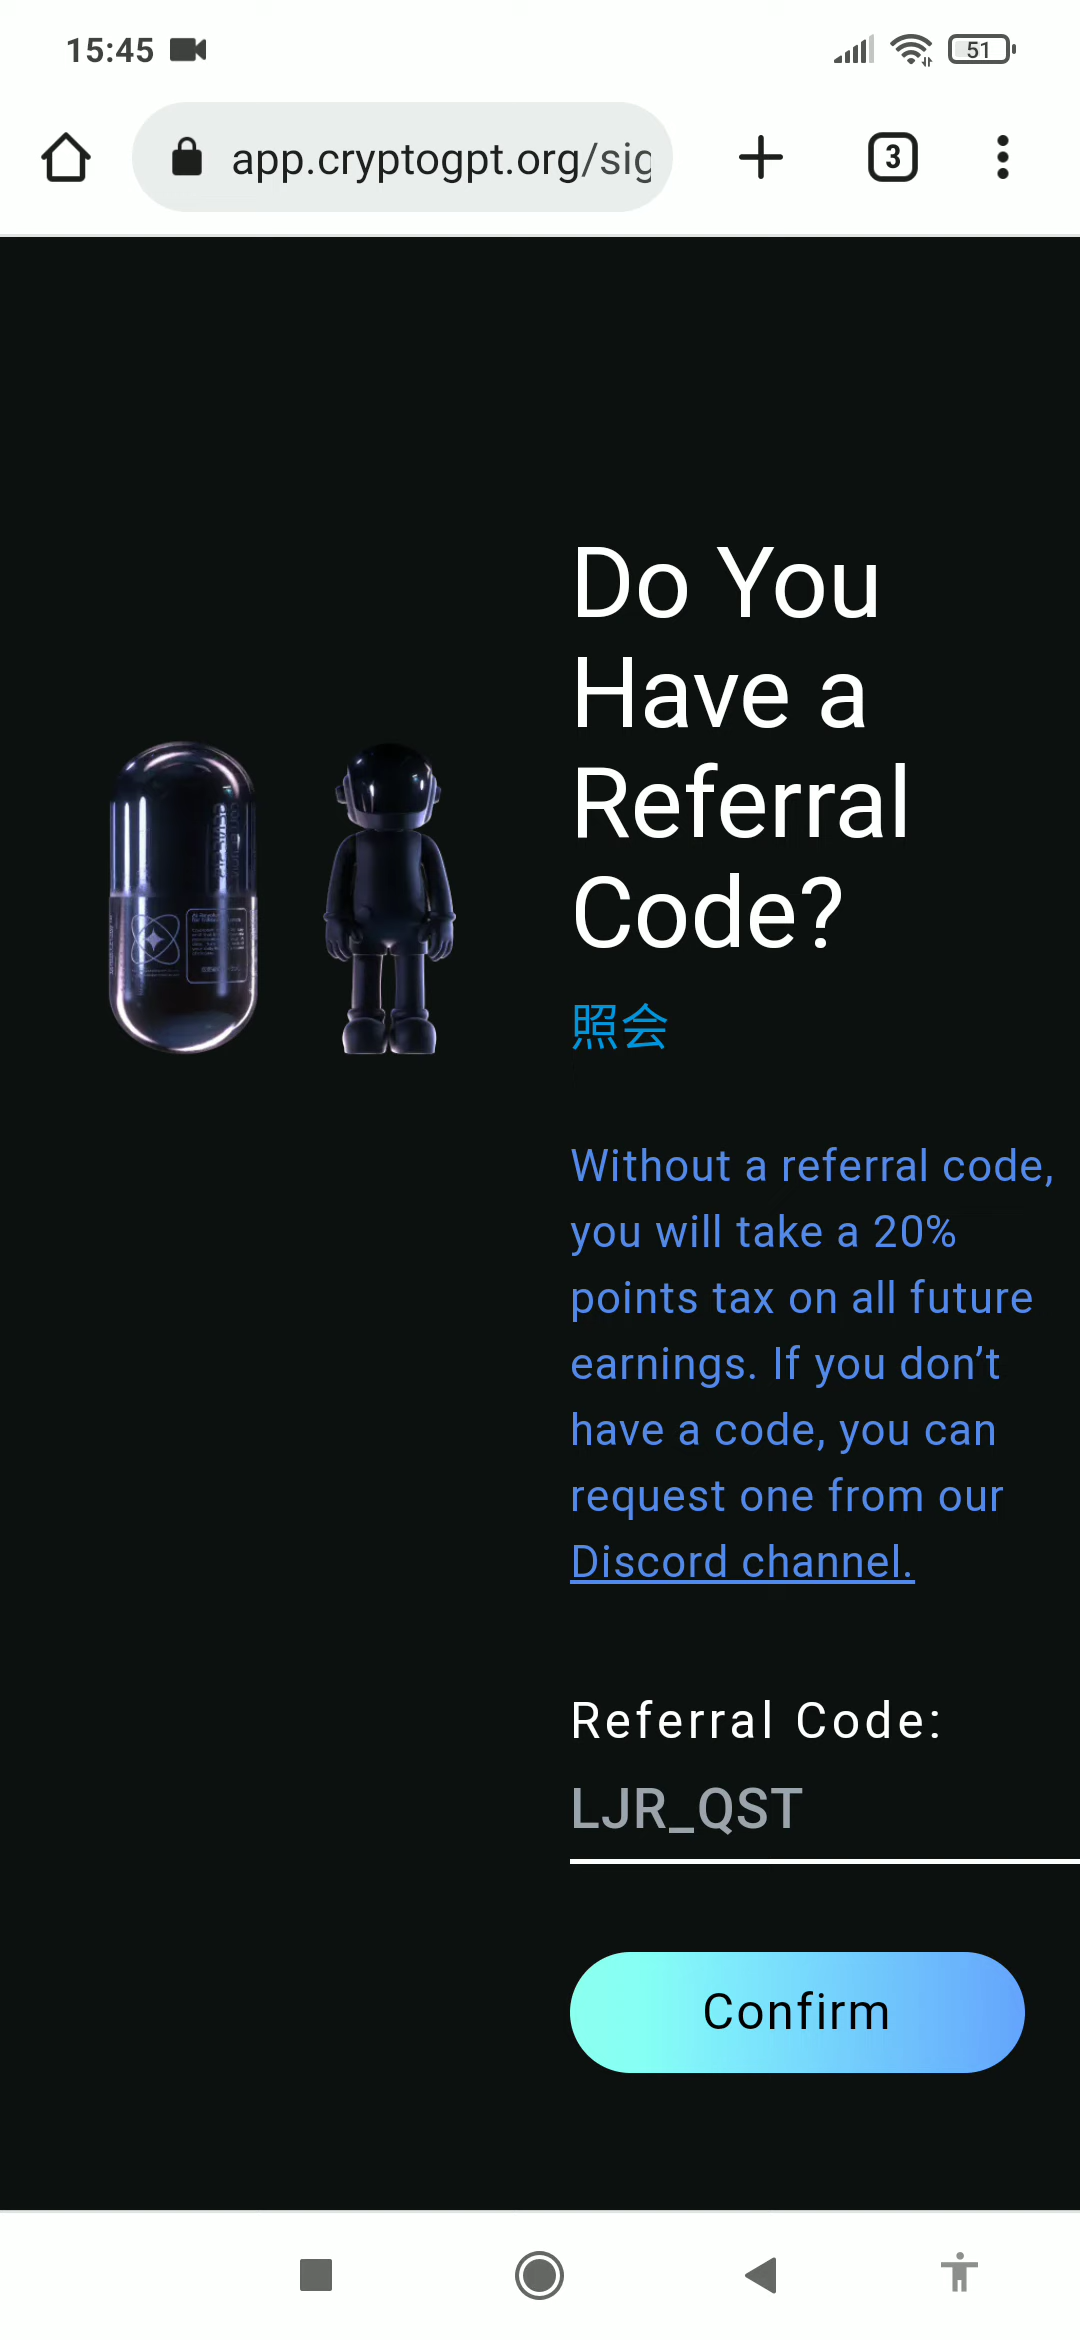 15:45
51
app.cryptogpt.org/sig
3
Do You
Have a
Referral
Code?
照会
Without a referral code,
you will take a 20%
points tax on all future
earnings. If you don’t
have a code, you can
request one from our
Discord channel.
Referral Code:
LJR_QST
Confirm